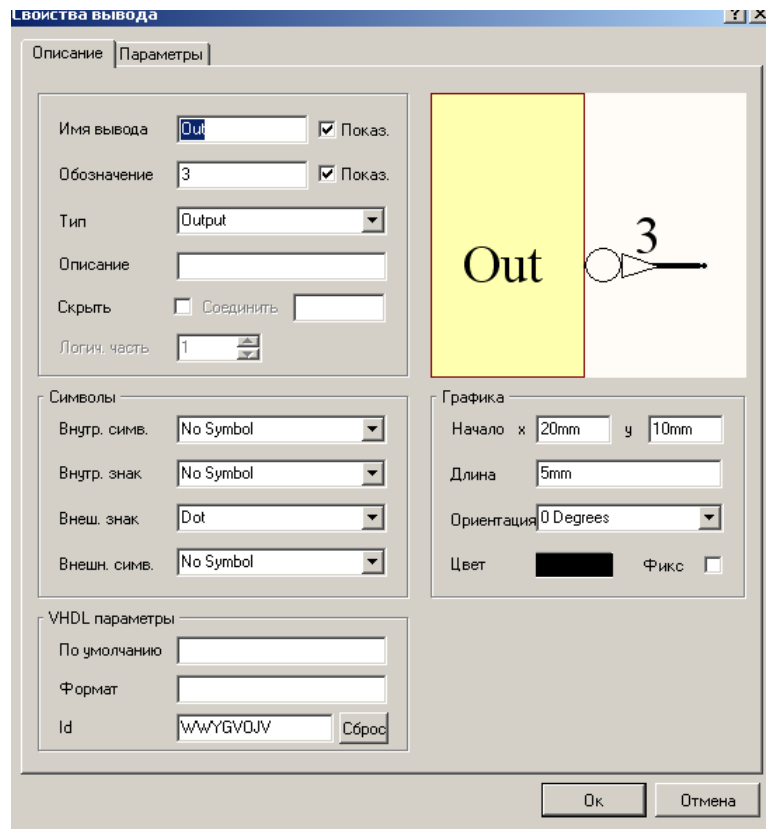 Свойства вывода
Описание Параметры
Имя вывода Out Показ.
Обозначение 3 Показ.
Тип Output
Описание
Скрыть Соединить
Логич. часть 1
Out 3
Символы
Внутр. симв. No Symbol
Внутр. знак No Symbol
Внеш. знак Dot
Внешн. симв. No Symbol
Графика
Начало x 20mm y 10mm
Длина 5mm
Ориентация 0 Degrees
Цвет Фикс
VHDL параметры
По умолчанию
Формат
Id WWYGVOJV Сброс
Ок Отмена